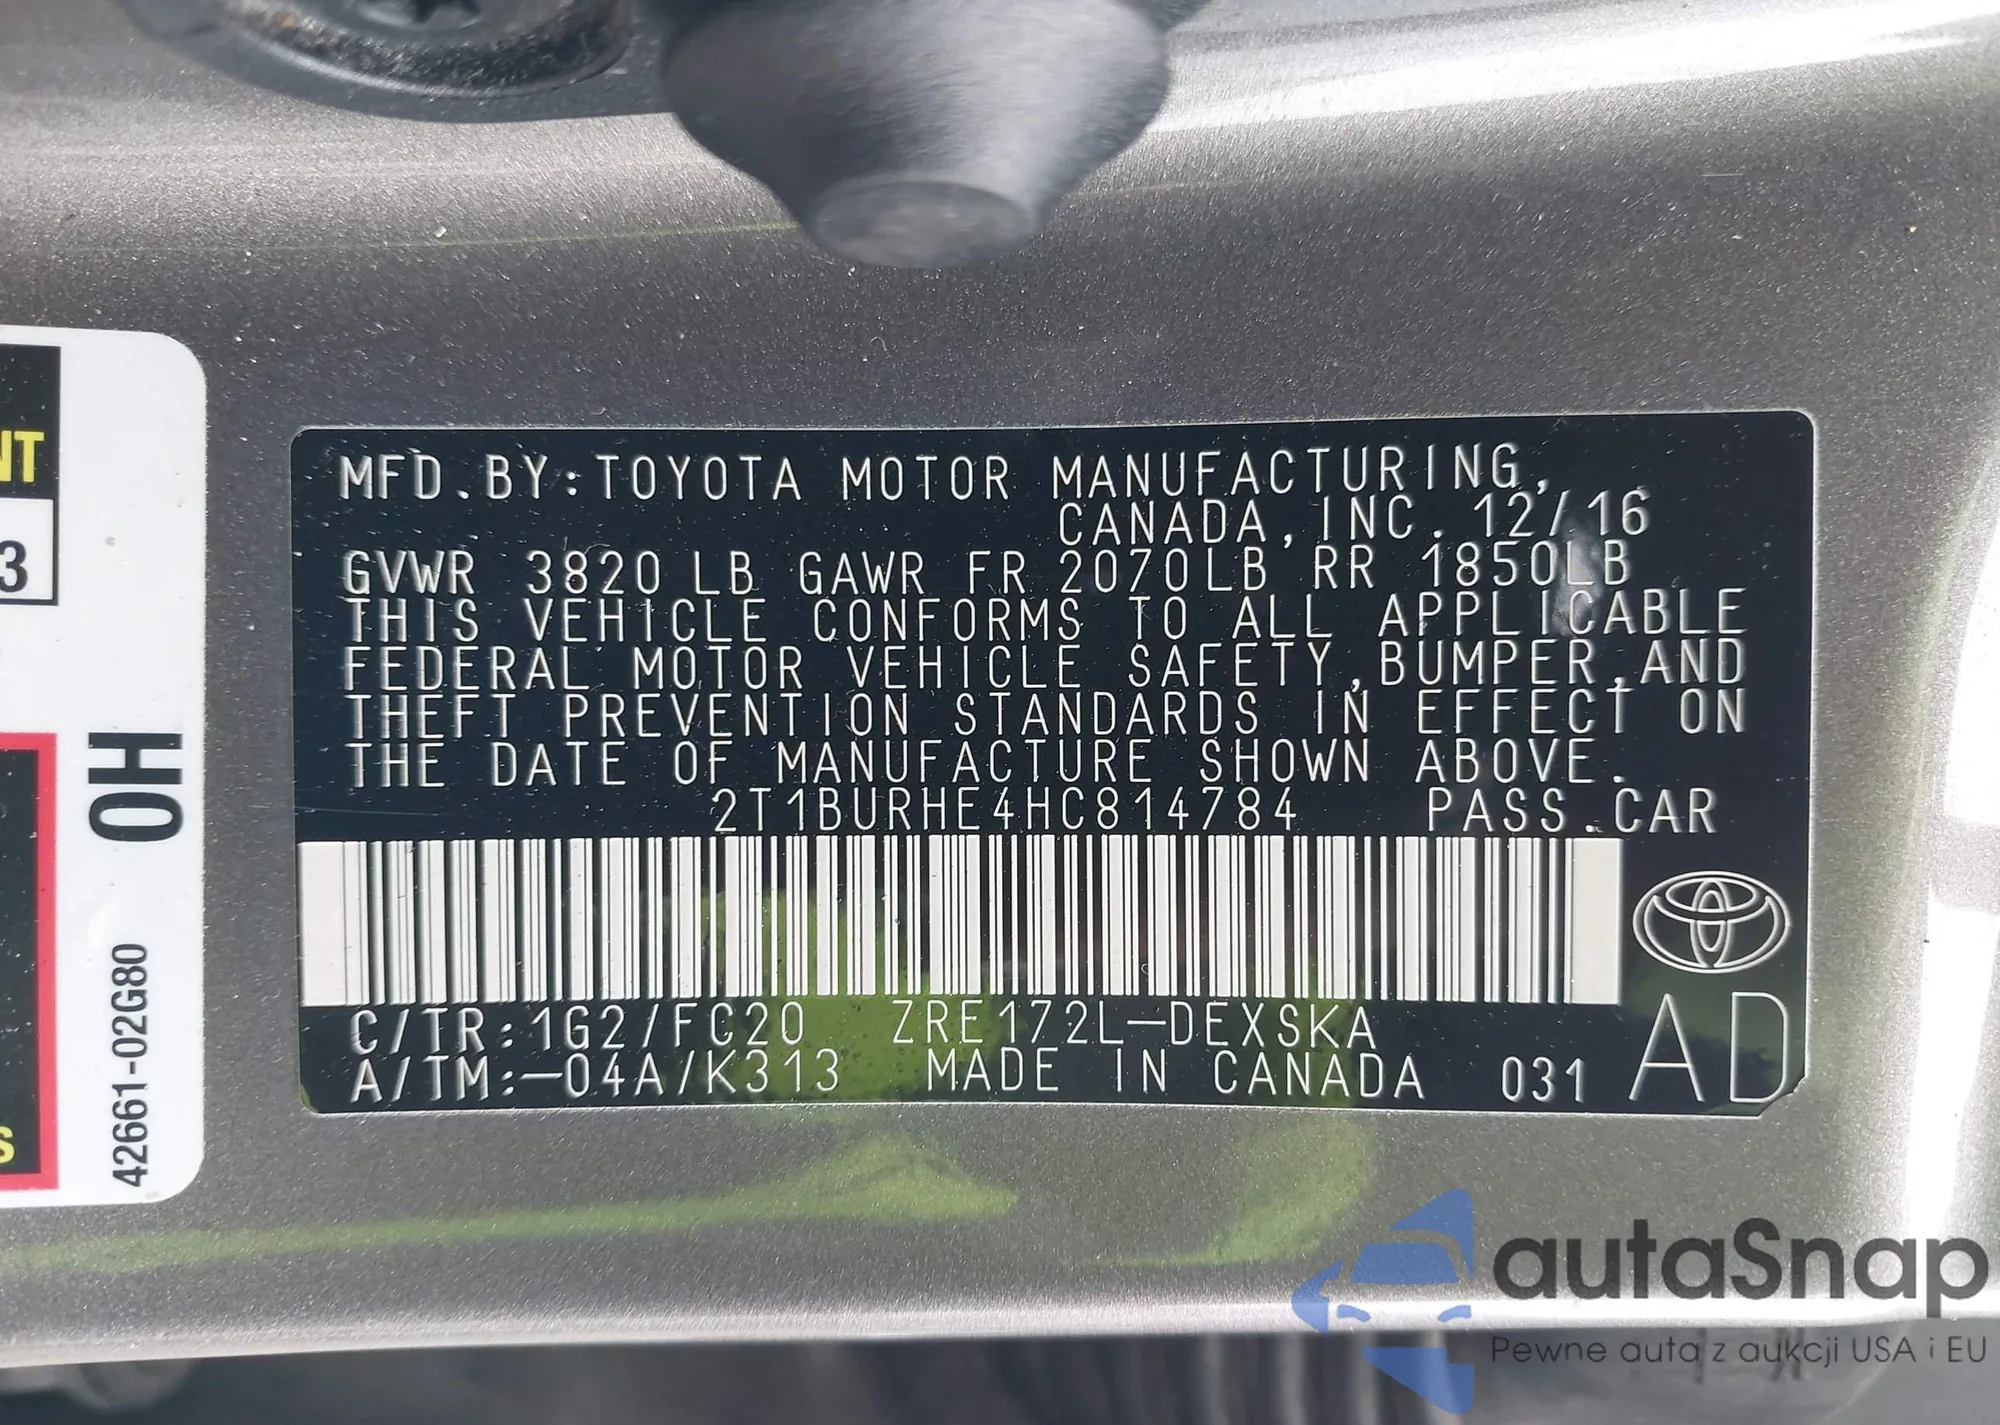 NT
3
S
0H
42661-02G80
MFD.BY:TOYOTA MOTOR MANUFACTURING,
CANADA,INC. 12/16
GVWR 3820 LB GAWR FR 2070LB RR 1850LB
THIS VEHICLE CONFORMS TO ALL APPLICABLE
FEDERAL MOTOR VEHICLE SAFETY,BUMPER,AND
THEFT PREVENTION STANDARDS IN EFFECT ON
THE DATE OF MANUFACTURE SHOWN ABOVE.
2T1BURHE4HC814784 PASS.CAR
C/TR:1G2/FC20 ZRE172L-DEXSKA
A/TM:-04A/K313 MADE IN CANADA 031 AD
autaSnap
Pewne auta z aukcji USA i EU